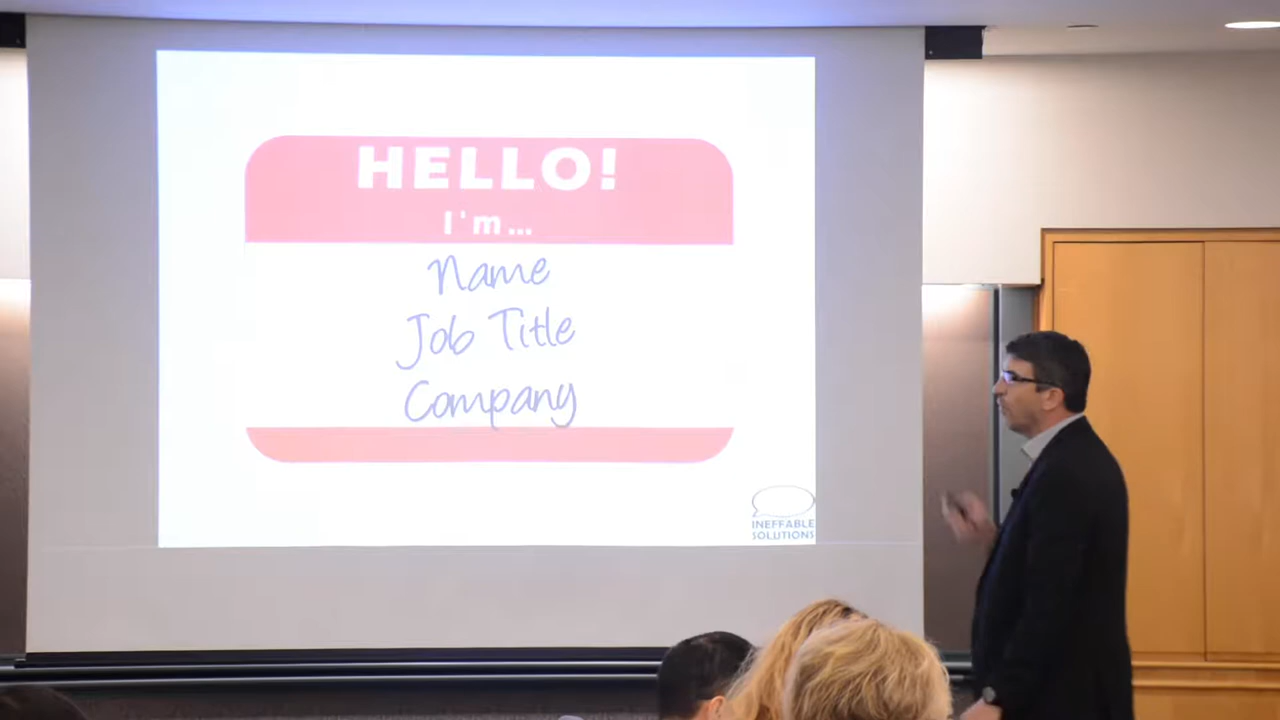 HELLO!
I'm...
Name
Job Title
Company
INEFFABLE
SOLUTIONS